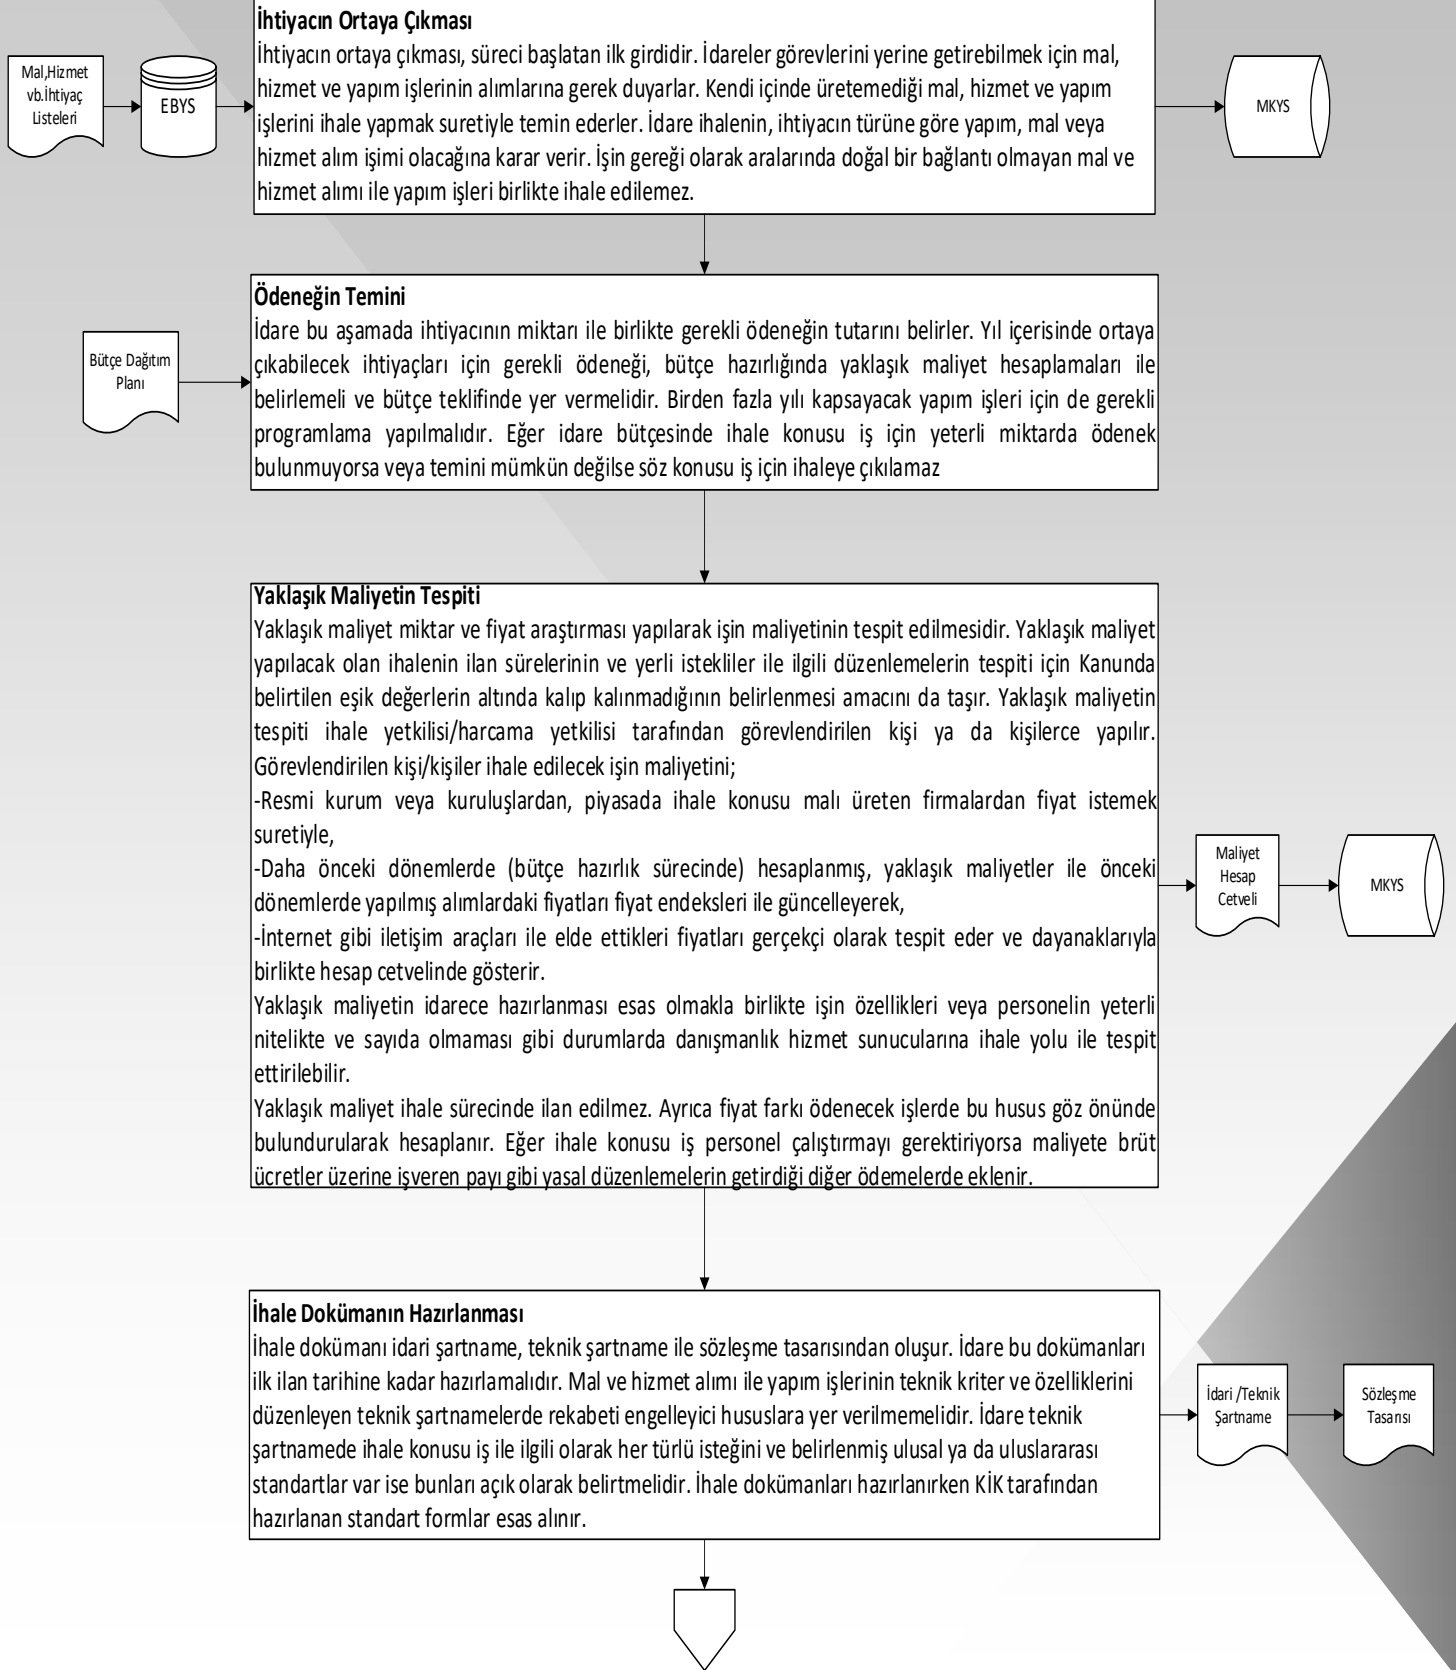 İhtiyacın Ortaya Çıkması
İhtiyacın ortaya çıkması, süreci başlatan ilk girdidir. İdareler görevlerini yerine getirebilmek için mal,
hizmet ve yapım işlerinin alımlarına gerek duyarlar. Kendi içinde üretemediği mal, hizmet ve yapım
işlerini ihale yapmak suretiyle temin ederler. İdare ihalenin, ihtiyacın türüne göre yapım, mal veya
hizmet alım işimi olacağına karar verir. İşin gereği olarak aralarında doğal bir bağlantı olmayan mal ve
hizmet alımı ile yapım işleri birlikte ihale edilemez.
Mal,Hizmet
vb.İhtiyaç
Listeleri
EBYS
MKYS
Ödeneğin Temini
İdare bu aşamada ihtiyacının miktarı ile birlikte gerekli ödeneğin tutarını belirler. Yıl içerisinde ortaya
çıkabilecek ihtiyaçları için gerekli ödeneği, bütçe hazırlığında yaklaşık maliyet hesaplamaları ile
belirlemeli ve bütçe teklifinde yer vermelidir. Birden fazla yılı kapsayacak yapım işleri için de gerekli
programlama yapılmalıdır. Eğer idare bütçesinde ihale konusu iş için yeterli miktarda ödenek
bulunmuyorsa veya temini mümkün değilse söz konusu iş için ihaleye çıkılamaz
Bütçe Dağıtım
Planı
Yaklaşık Maliyetin Tespiti
Yaklaşık maliyet miktar ve fiyat araştırması yapılarak işin maliyetinin tespit edilmesidir. Yaklaşık maliyet
yapılacak olan ihalenin ilan sürelerinin ve yerli istekliler ile ilgili düzenlemelerin tespiti için Kanunda
belirtilen eşik değerlerin altında kalıp kalınmadığının belirlenmesi amacını da taşır. Yaklaşık maliyetin
tespiti ihale yetkilisi/harcama yetkilisi tarafından görevlendirilen kişi ya da kişilerce yapılır.
Görevlendirilen kişi/kişiler ihale edilecek işin maliyetini;
-Resmi kurum veya kuruluşlardan, piyasada ihale konusu malı üreten firmalardan fiyat istemek
suretiyle,
-Daha önceki dönemlerde (bütçe hazırlık sürecinde) hesaplanmış, yaklaşık maliyetler ile önceki
dönemlerde yapılmış alımlardaki fiyatları fiyat endeksleri ile güncelleyerek,
-İnternet gibi iletişim araçları ile elde ettikleri fiyatları gerçekçi olarak tespit eder ve dayanaklarıyla
birlikte hesap cetvelinde gösterir.
Yaklaşık maliyetin idarece hazırlanması esas olmakla birlikte işin özellikleri veya personelin yeterli
nitelikte ve sayıda olmaması gibi durumlarda danışmanlık hizmet sunucularına ihale yolu ile tespit
ettirilebilir.
Yaklaşık maliyet ihale sürecinde ilan edilmez. Ayrıca fiyat farkı ödenecek işlerde bu husus göz önünde
bulundurularak hesaplanır. Eğer ihale konusu iş personel çalıştırmayı gerektiriyorsa maliyete brüt
ücretler üzerine işveren payı gibi yasal düzenlemelerin getirdiği diğer ödemelerde eklenir.
Maliyet
Hesap
Cetveli
MKYS
İhale Dokümanın Hazırlanması
İhale dokümanı idari şartname, teknik şartname ile sözleşme tasarısından oluşur. İdare bu dokümanları
ilk ilan tarihine kadar hazırlamalıdır. Mal ve hizmet alımı ile yapım işlerinin teknik kriter ve özelliklerini
düzenleyen teknik şartnamelerde rekabeti engelleyici hususlara yer verilmemelidir. İdare teknik
şartnamede ihale konusu iş ile ilgili olarak her türlü isteğini ve belirlenmiş ulusal ya da uluslararası
standartlar var ise bunları açık olarak belirtmelidir. İhale dokümanları hazırlanırken KİK tarafından
hazırlanan standart formlar esas alınır.
İdari /Teknik
Şartname
Sözleşme
Tasarısı